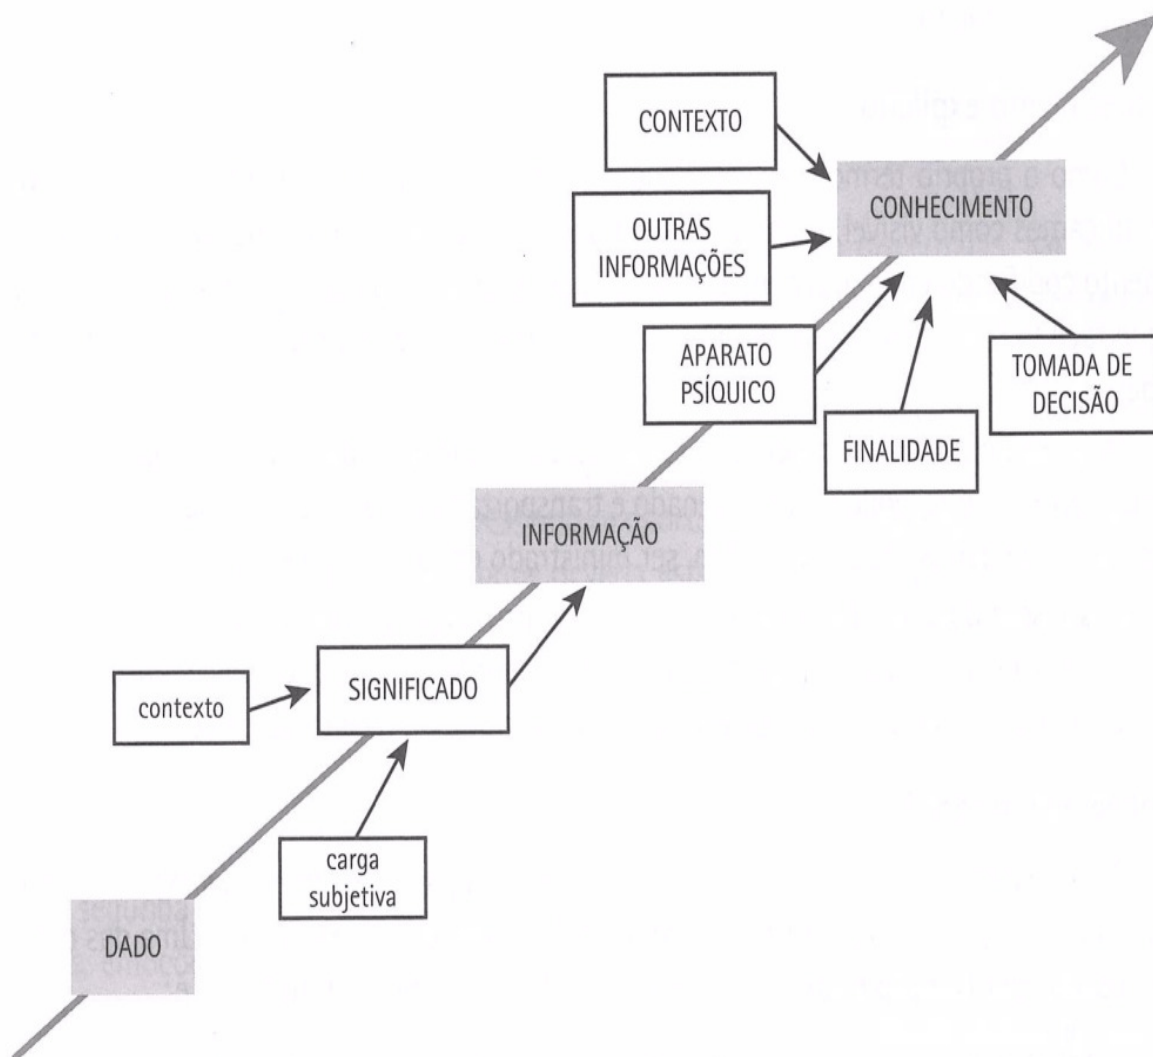 CONTEXTO
CONHECIMENTO
OUTRAS
INFORMAÇÕES
APARATO
PSÍQUICO
TOMADA DE
DECISÃO
FINALIDADE
INFORMAÇÃO
SIGNIFICADO
contexto
carga
subjetiva
DADO